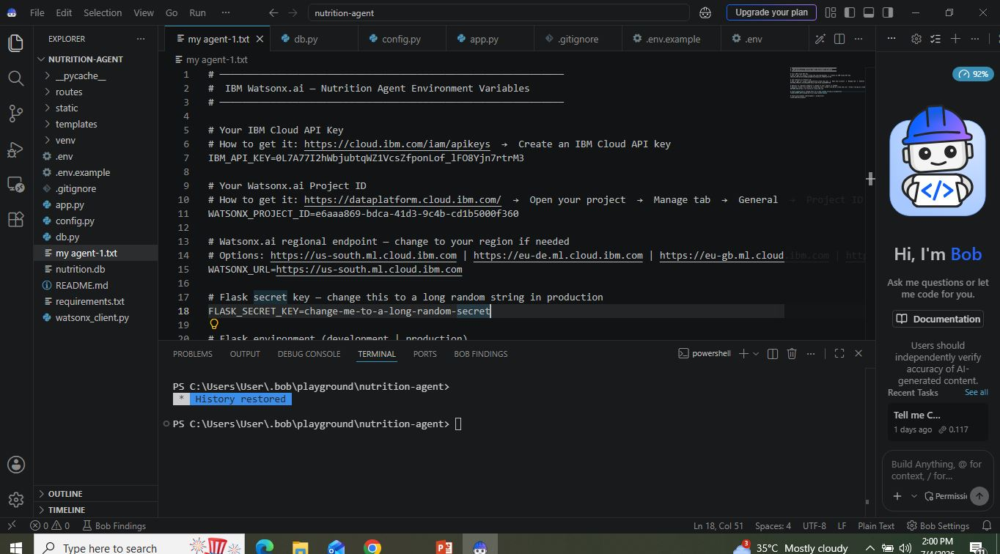 File Edit Selection View Go Run ··· nutrition-agent Upgrade your plan
EXPLORER
NUTRITION-AGENT
__pycache__
routes
static
templates
venv
.env
.env.example
.gitignore
app.py
config.py
db.py
my agent-1.txt
nutrition.db
README.md
requirements.txt
watsonx_client.py
OUTLINE
TIMELINE
my agent-1.txt db.py config.py app.py .gitignore .env.example .env
my agent-1.txt
1 # ──────────────────────────────
2 # IBM Watsonx.ai — Nutrition Agent Environment Variables
3 # ──────────────────────────────
4
5 # Your IBM Cloud API Key
6 # How to get it: https://cloud.ibm.com/iam/apikeys → Create an IBM Cloud API key
7 IBM_API_KEY=0L7A77I2hWbjubtqWZ1VcsZfponLof_lFO8Yjn7rtrM3
8
9 # Your Watsonx.ai Project ID
10 # How to get it: https://dataplatform.cloud.ibm.com/ → Open your project → Manage tab → General → Project ID
11 WATSONX_PROJECT_ID=e6aaa869-bdca-41d3-9c4b-cd1b5000f360
12
13 # Watsonx.ai regional endpoint — change to your region if needed
14 # Options: https://us-south.ml.cloud.ibm.com | https://eu-de.ml.cloud.ibm.com | https://eu-gb.ml.cloud.ibm.com | http
15 WATSONX_URL=https://us-south.ml.cloud.ibm.com
16
17 # Flask secret key — change this to a long random string in production
18 FLASK_SECRET_KEY=change-me-to-a-long-random-secret
19
20 # Flask environment (development | production)
PROBLEMS OUTPUT DEBUG CONSOLE TERMINAL PORTS BOB FINDINGS powershell
PS C:\Users\User\.bob\playground\nutrition-agent>
* History restored
PS C:\Users\User\.bob\playground\nutrition-agent>
92%
</>
Hi, I'm Bob
Ask me questions or let
me code for you.
Documentation
Users should
independently verify
accuracy of AI-
generated content.
Recent Tasks See all
Tell me C...
1 days ago 0.117
Build Anything, @ for
context, / for...
Permissi
0 0 Bob Findings Ln 18, Col 51 Spaces: 4 UTF-8 LF Plain Text Bob Settings
Type here to search 3 35°C Mostly cloudy 2:00 PM
11